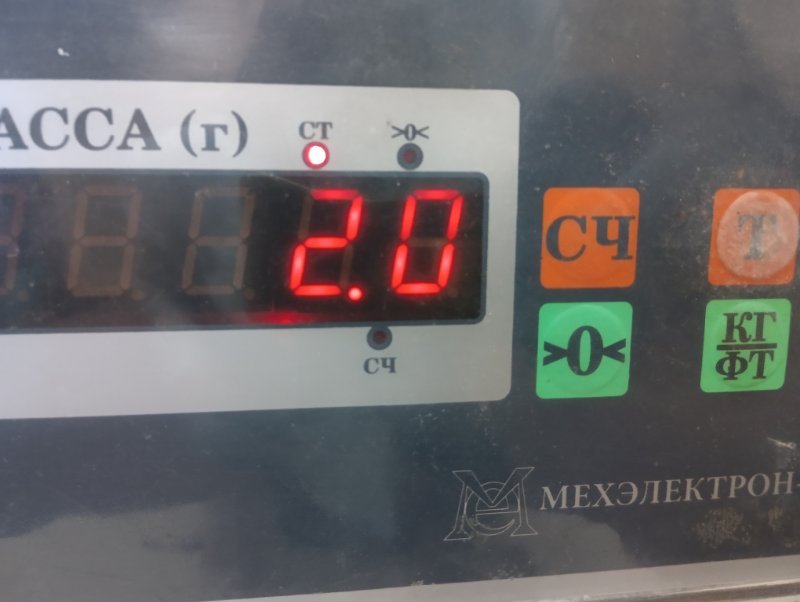 АССА (г)
СТ
>0<
2.0
СЧ
СЧ
Т
>0<
КГ
ФТ
МЕХЭЛЕКТРОН-